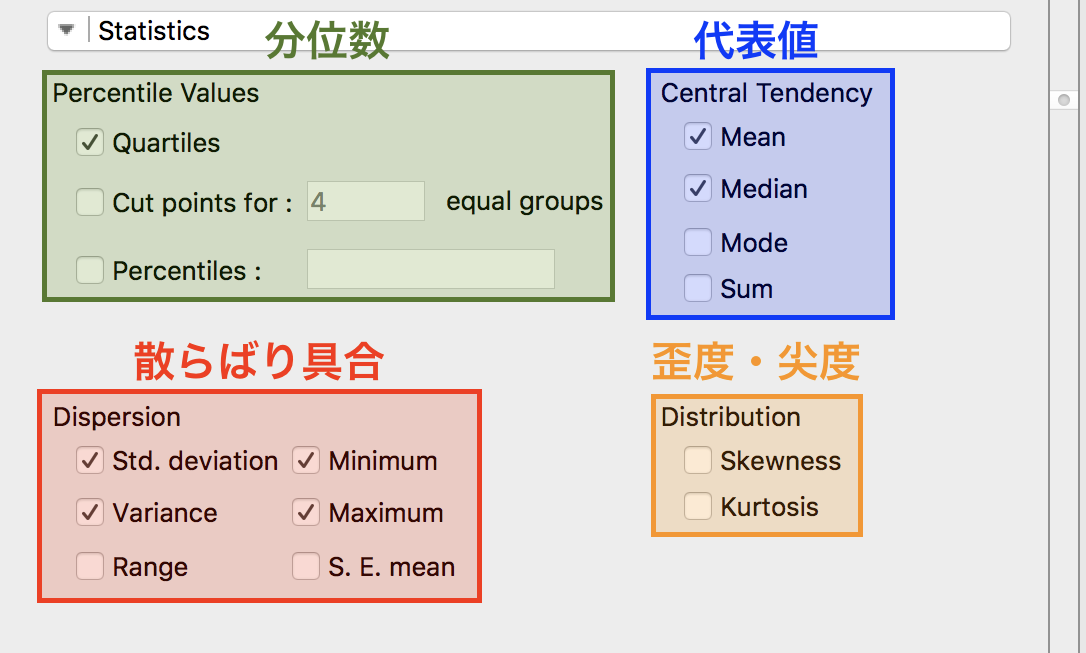 Statistics
分位数
代表値
Percentile Values
Quartiles
Cut points for : 4 equal groups
Percentiles :
Central Tendency
Mean
Median
Mode
Sum
散らばり具合
歪度・尖度
Dispersion
Std. deviation Minimum
Variance Maximum
Range S. E. mean
Distribution
Skewness
Kurtosis